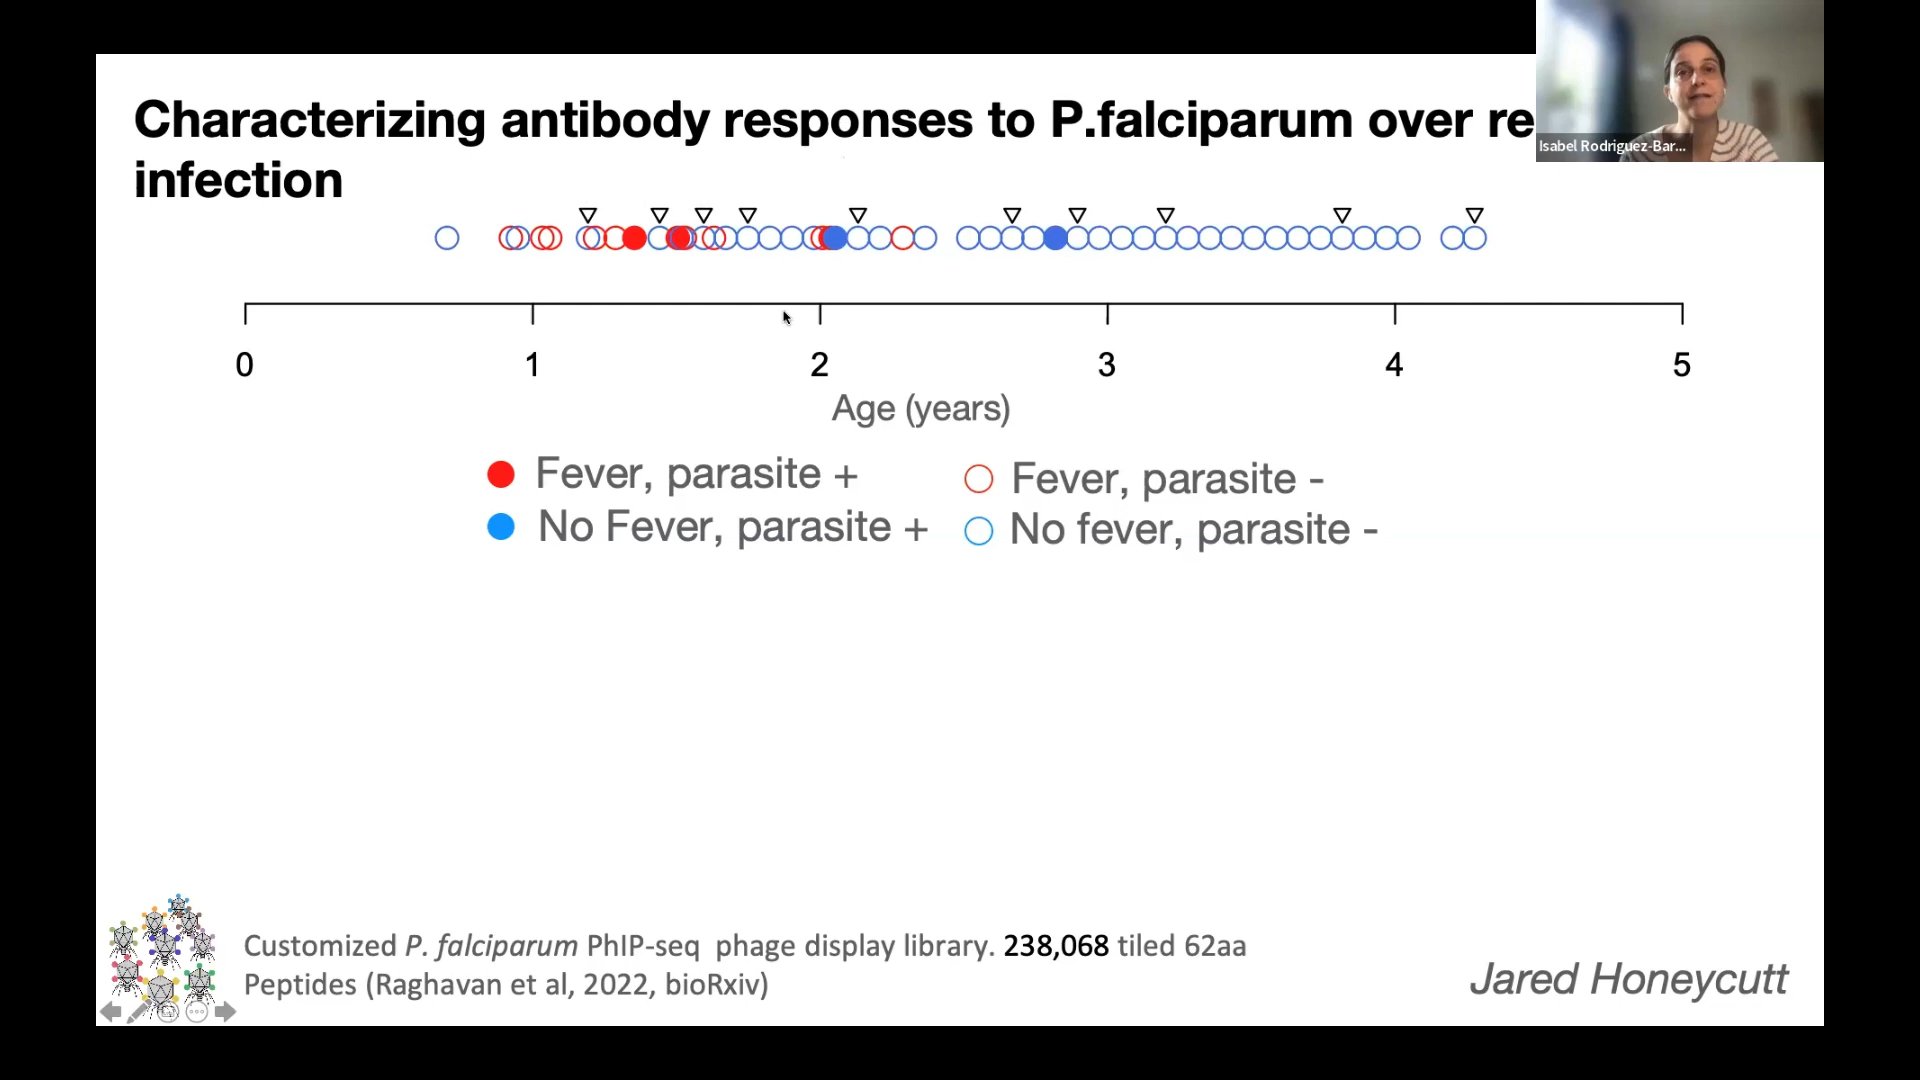 Characterizing antibody responses to P.falciparum over re
infection
Isabel Rodriguez-Bar...
0 1 2 3 4 5
Age (years)
Fever, parasite + Fever, parasite -
No Fever, parasite + No fever, parasite -
Customized P. falciparum PhIP-seq phage display library. 238,068 tiled 62aa
Peptides (Raghavan et al, 2022, bioRxiv)
Jared Honeycutt